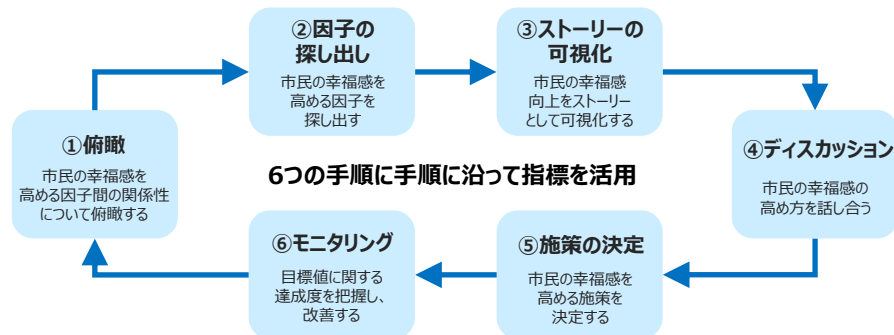 ①俯瞰
市民の幸福感を
高める因子間の関係性
について俯瞰する
②因子の
探し出し
市民の幸福感を
高める因子を
探し出す
③ストーリーの
可視化
市民の幸福感
向上をストーリー
として可視化する
④ディスカッション
市民の幸福感の
高め方を話し合う
6つの手順に手順に沿って指標を活用
⑤施策の決定
市民の幸福感を
高める施策を
決定する
⑥モニタリング
目標値に関する
達成度を把握し、
改善する